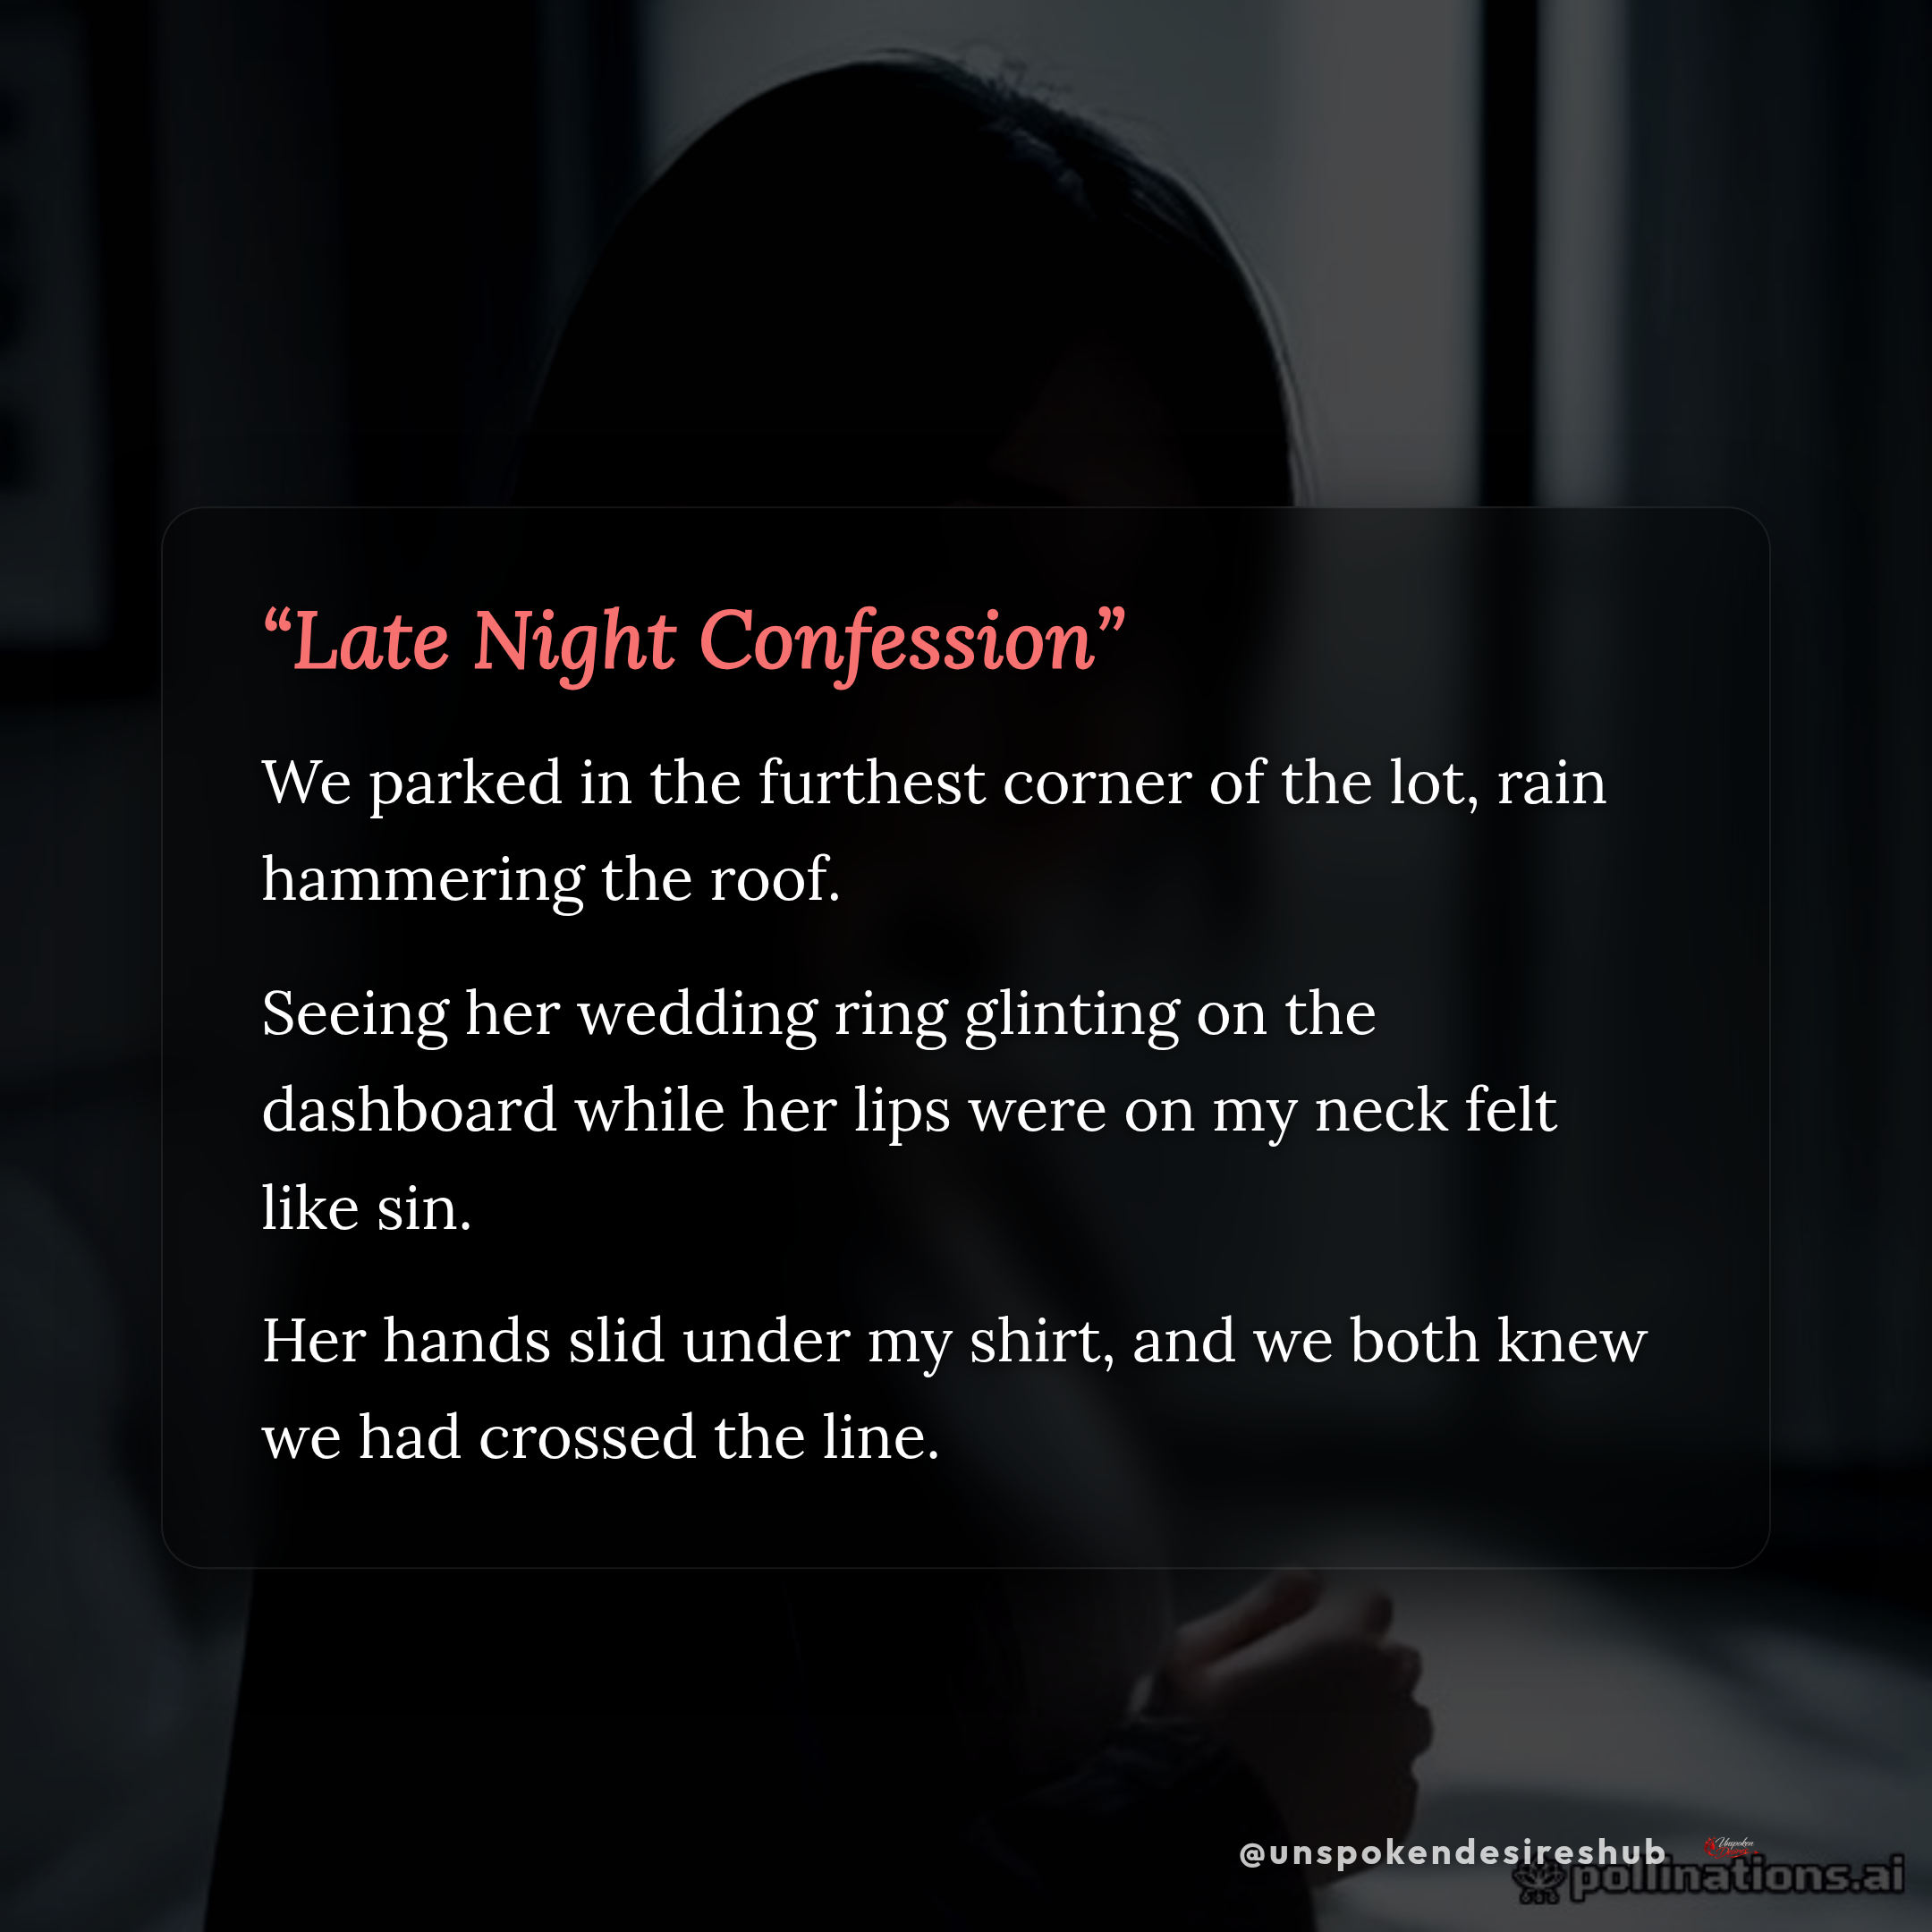 “Late Night Confession”
We parked in the furthest corner of the lot, rain
hammering the roof.
Seeing her wedding ring glinting on the
dashboard while her lips were on my neck felt
like sin.
Her hands slid under my shirt, and we both knew
we had crossed the line.
@unspokendesireshub
Unspoken
pollinations.ai